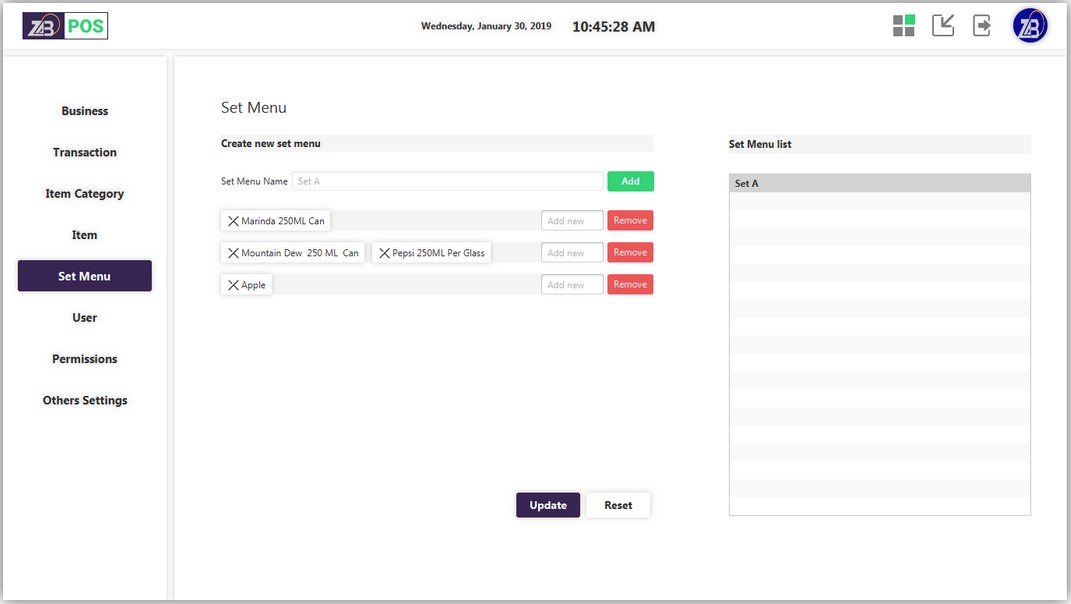 ZB POS
Wednesday, January 30, 2019 10:45:28 AM
ZB
Business
Transaction
Item Category
Item
Set Menu
User
Permissions
Others Settings
Set Menu
Create new set menu
Set Menu Name Set A Add
Marinda 250ML Can Add new Remove
Mountain Dew 250 ML Can Pepsi 250ML Per Glass Add new Remove
Apple Add new Remove
Update Reset
Set Menu list
Set A